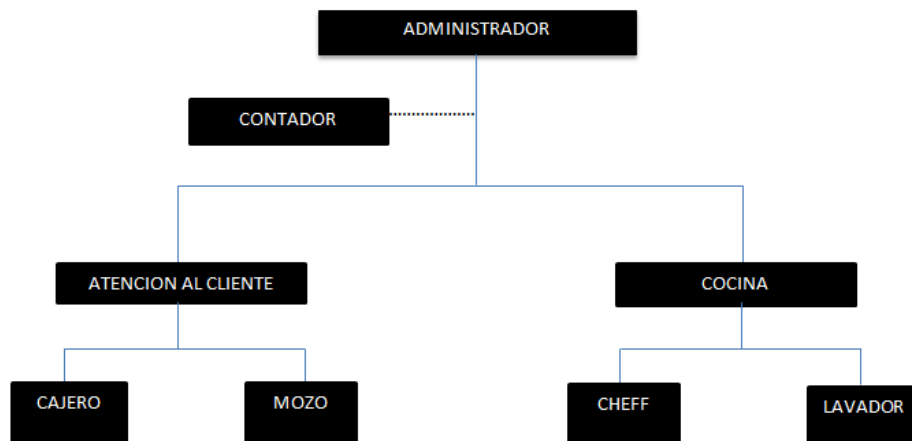 ADMINISTRADOR
CONTADOR
ATENCION AL CLIENTE
COCINA
CAJERO
MOZO
CHEFF
LAVADOR